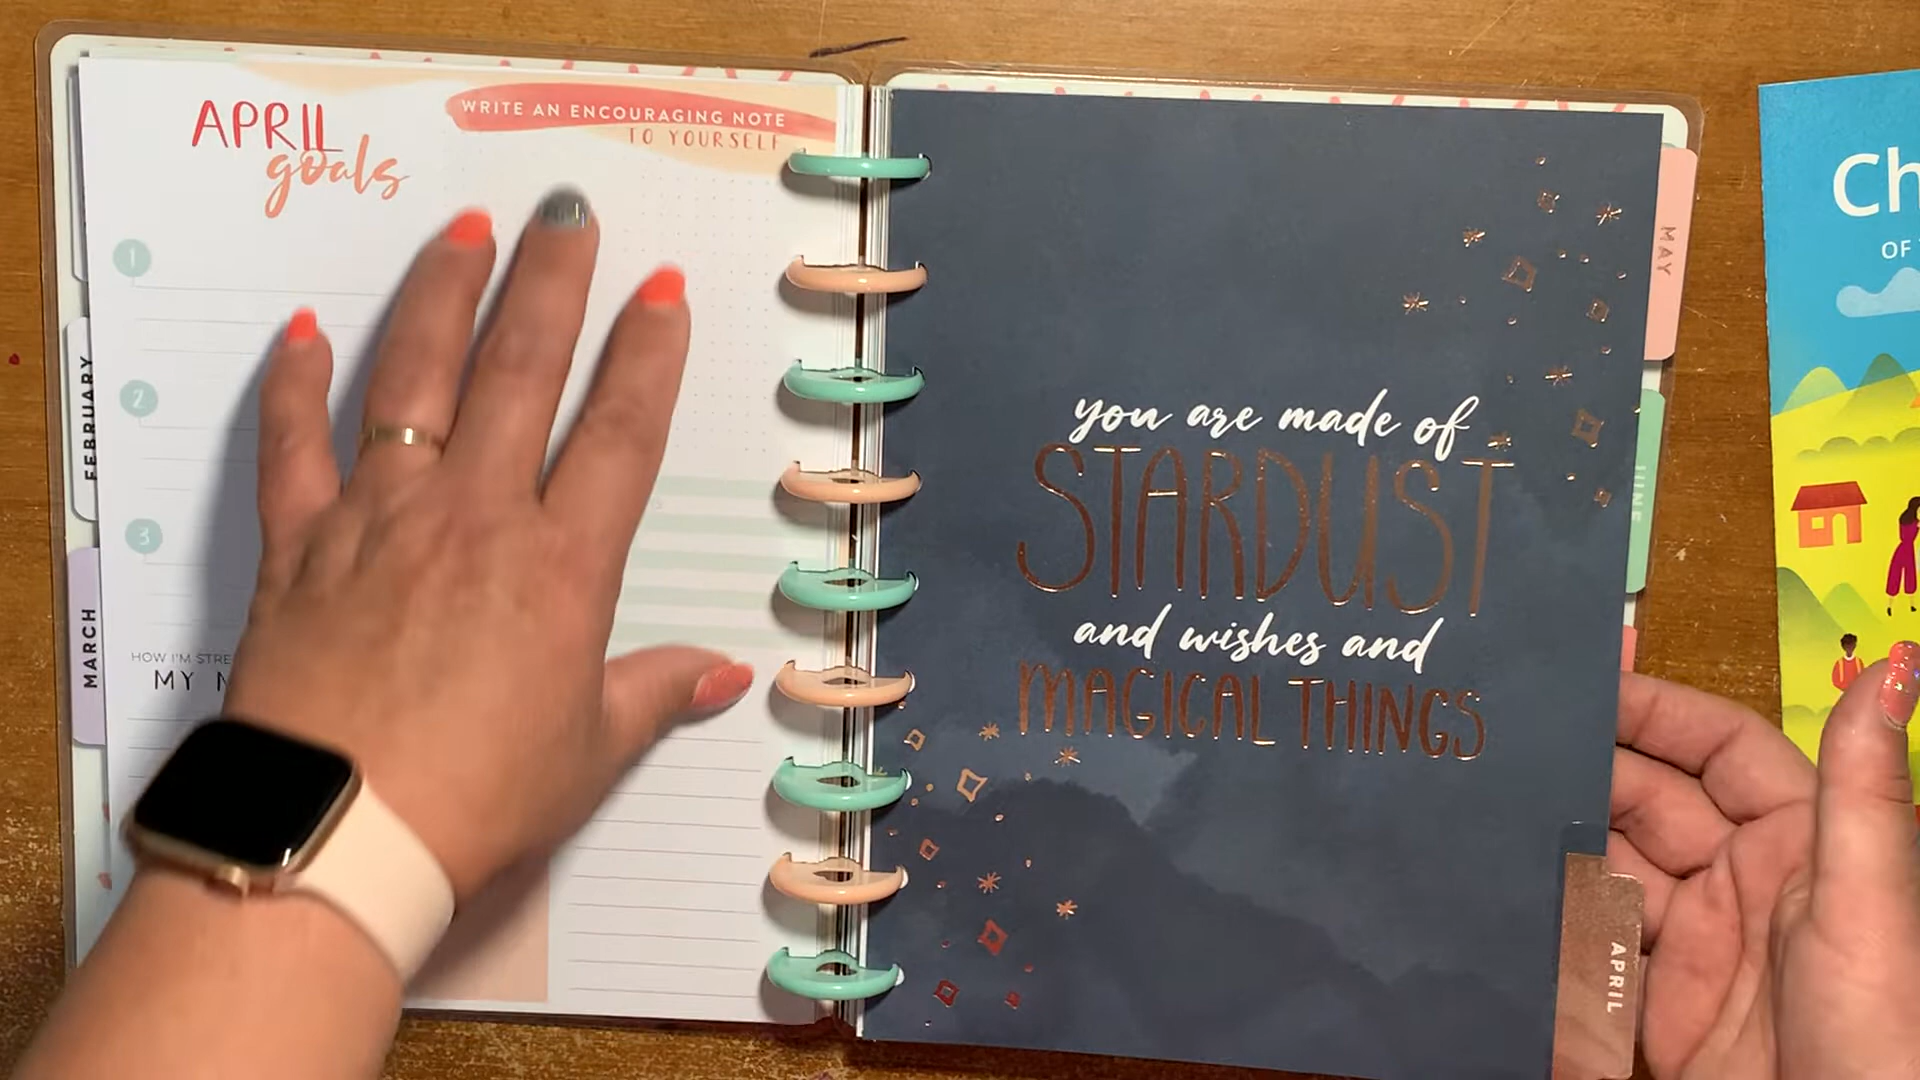 APRIL
goals
WRITE AN ENCOURAGING NOTE
TO YOURSELF
1
2
3
HOW I'M
MY
FEBRUARY
MARCH
you are made of
STARDUST
and wishes and
MAGICAL THINGS
MAY
JUNE
APRIL
Ch
OF